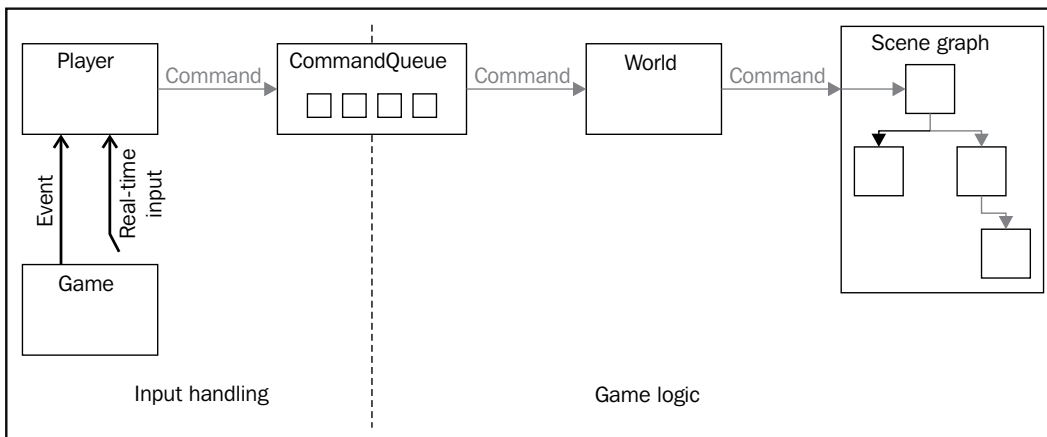 Player
Command
CommandQueue
Command
World
Command
Scene graph
Event
Real-time
input
Game
Input handling
Game logic